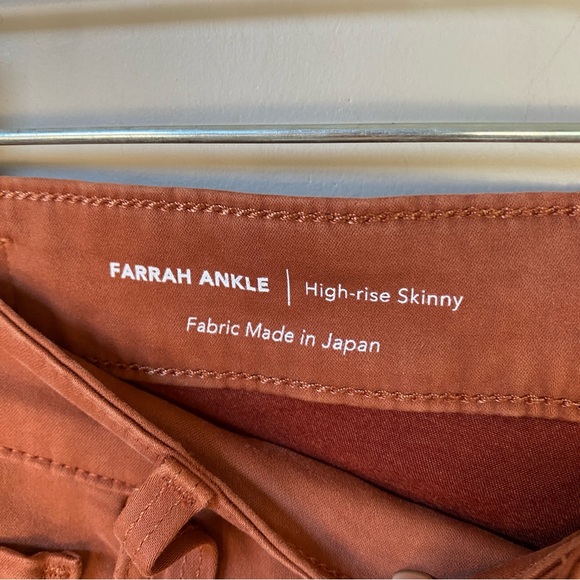 FARRAH ANKLE | High-rise Skinny
Fabric Made in Japan